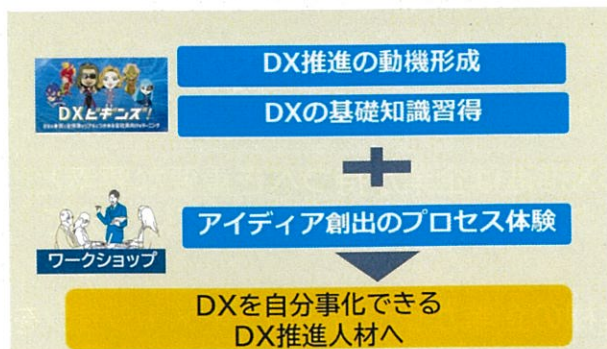 DX推進の動機形成
DXビギンズ!
DXの基礎知識習得
アイディア創出のプロセス体験
ワークショップ
DXを自分事化できる
DX推進人材へ